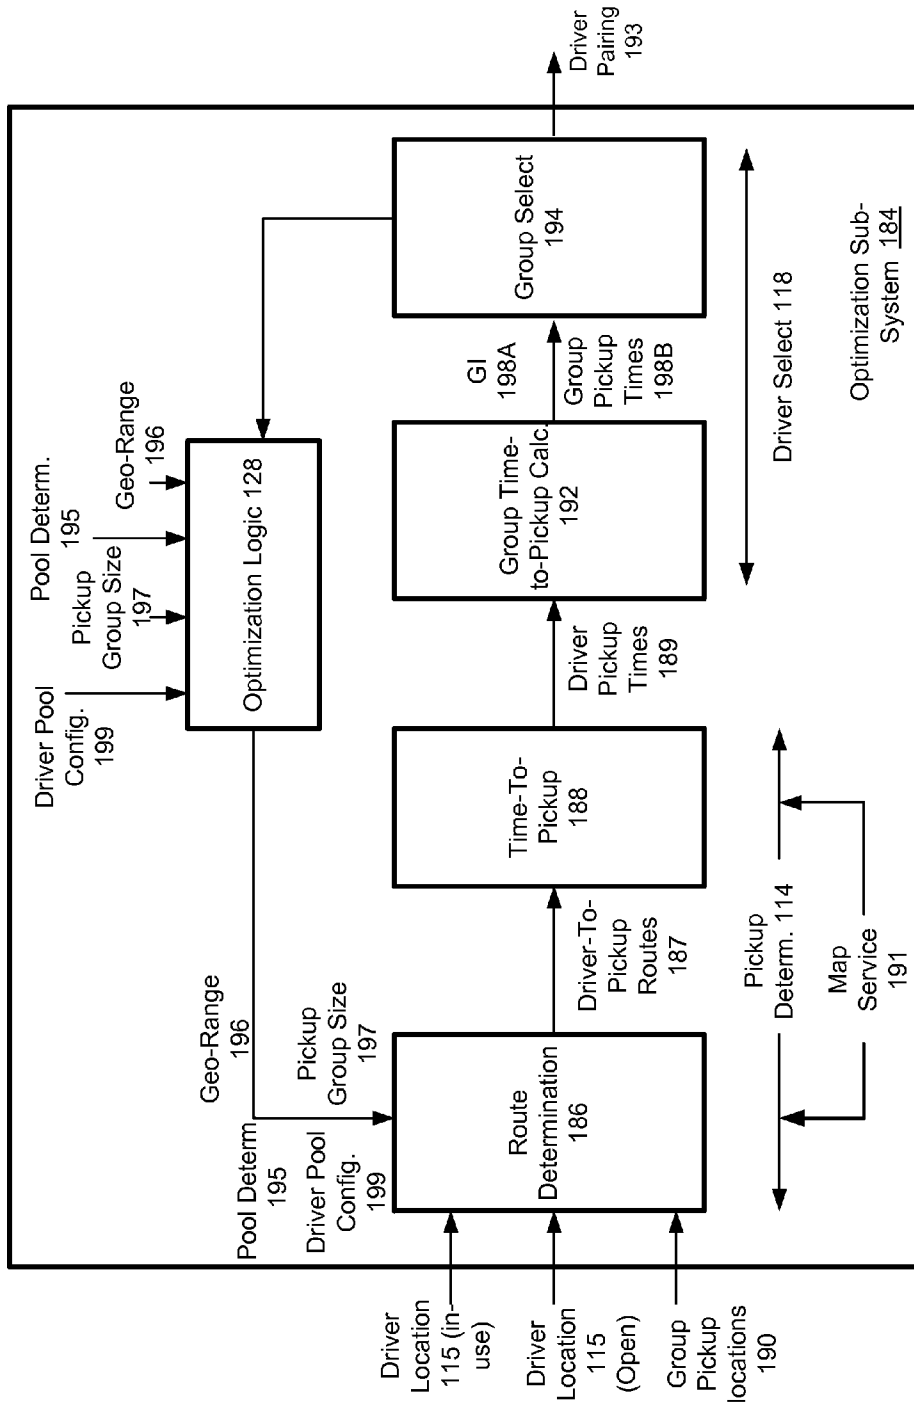 Driver Pool
Config.
199
Pickup
Group Size
197
Pool Determ.
195
Geo-Range
196
Optimization Logic 128
Geo-Range
196
Pool Determ
195
Pickup
Group Size
197
Driver Pool
Config.
199
Driver
Location
115 (in-
use)
Driver
Location
115
(Open)
Group
Pickup
locations
190
Route
Determination
186
Driver-To-
Pickup
Routes
187
Time-To-
Pickup
188
Driver
Pickup
Times
189
Group Time-
to-Pickup Calc.
192
GI
198A
Group
Pickup
Times
198B
Group Select
194
Driver
Pairing
193
Pickup
Determ. 114
Map
Service
191
Driver Select 118
Optimization Sub-
System 184